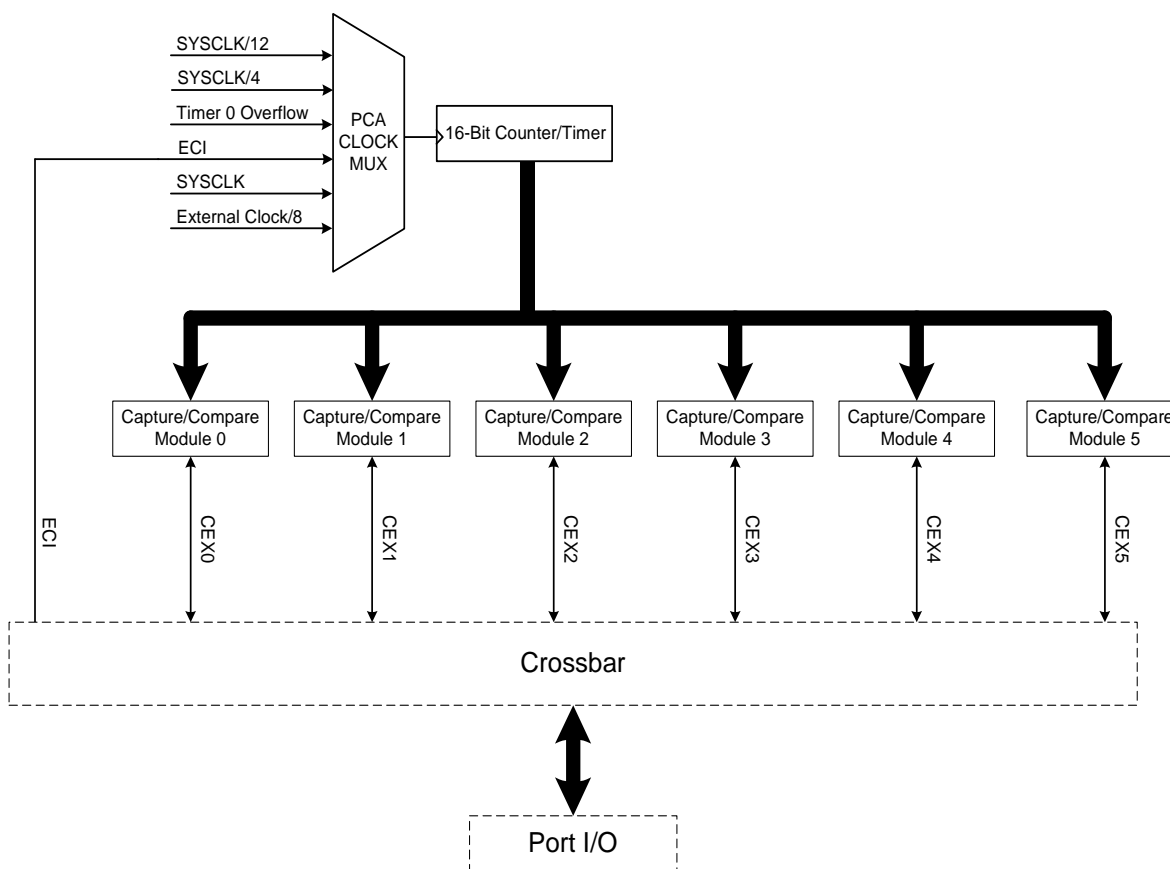 SYSCLK/12
SYSCLK/4
Timer 0 Overflow
ECI
SYSCLK
External Clock/8
PCA
CLOCK
MUX
16-Bit Counter/Timer
Capture/Compare
Module 0
Capture/Compare
Module 1
Capture/Compare
Module 2
Capture/Compare
Module 3
Capture/Compare
Module 4
Capture/Compare
Module 5
ECI
CEX0
CEX1
CEX2
CEX3
CEX4
CEX5
Crossbar
Port I/O